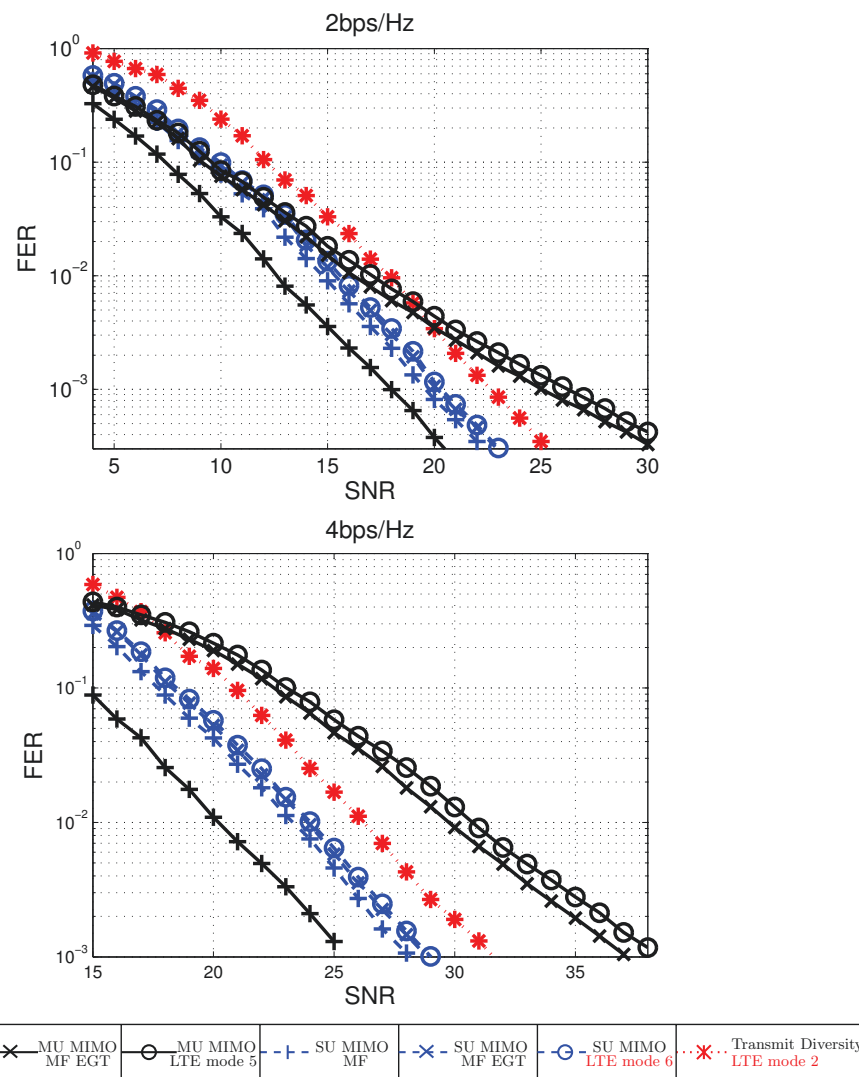 2bps/Hz
10^0
10^-1
10^-2
10^-3
FER
5 10 15 20 25 30
SNR
4bps/Hz
10^0
10^-1
10^-2
10^-3
FER
15 20 25 30 35
SNR
MU MIMO
MF EGT
MU MIMO
LTE mode 5
SU MIMO
MF
SU MIMO
MF EGT
SU MIMO
LTE mode 6
Transmit Diversity
LTE mode 2